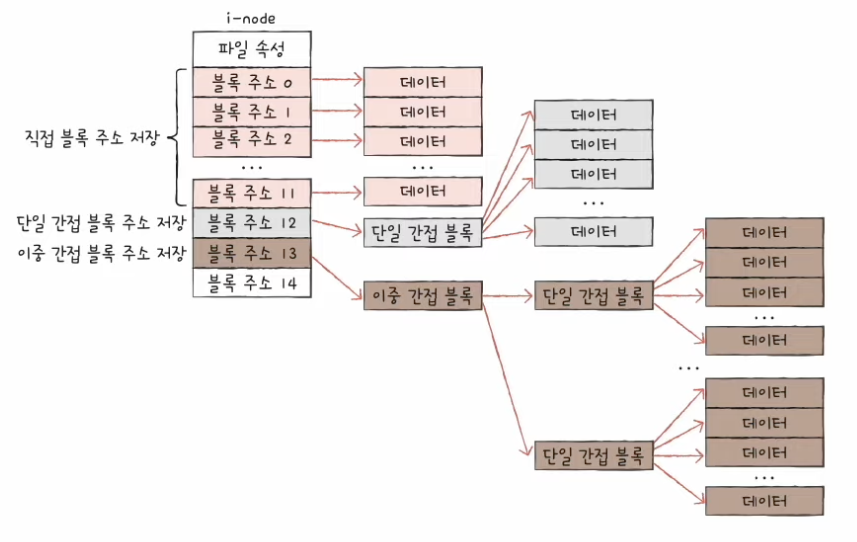 i-node
파일 속성
블록 주소 0
데이터
블록 주소 1
데이터
데이터
직접 블록 주소 저장
블록 주소 2
데이터
데이터
데이터
...
...
블록 주소 11
데이터
...
단일 간접 블록 주소 저장
블록 주소 12
단일 간접 블록
데이터
데이터
이중 간접 블록 주소 저장
블록 주소 13
데이터
블록 주소 14
이중 간접 블록
단일 간접 블록
데이터
...
데이터
...
데이터
데이터
단일 간접 블록
데이터
...
데이터